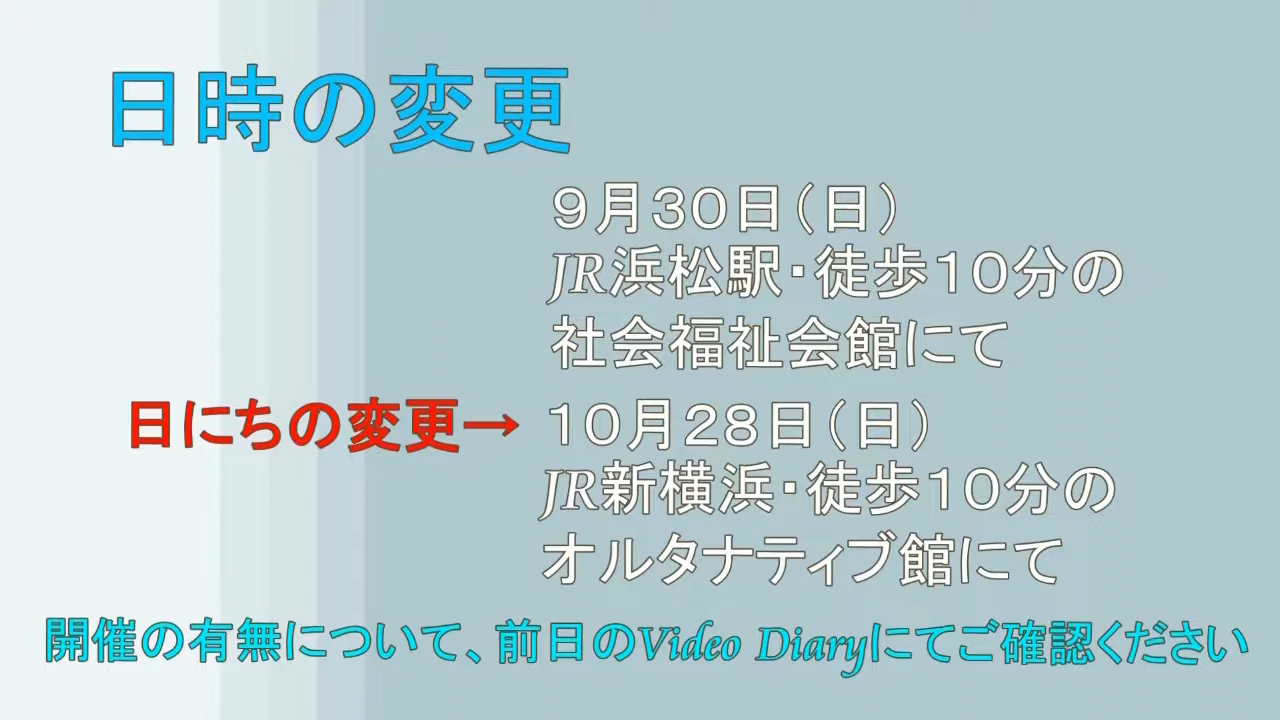 日時の変更
９月３０日（日）
JR浜松駅・徒歩１０分の
社会福祉会館にて
日にちの変更→ １０月２８日（日）
JR新横浜・徒歩１０分の
オルタナティブ館にて
開催の有無について、前日のVideo Diaryにてご確認ください